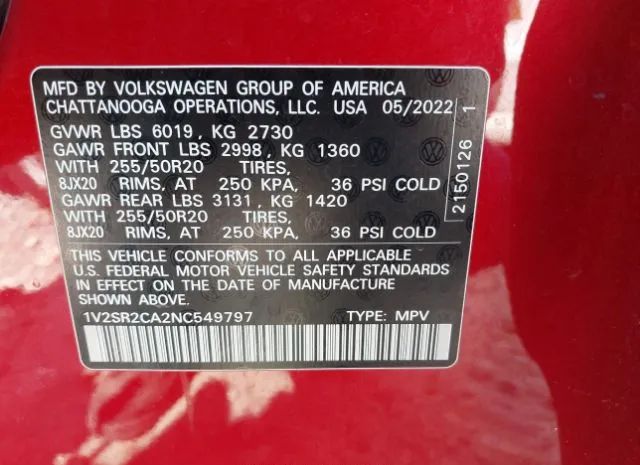 MFD BY VOLKSWAGEN GROUP OF AMERICA
CHATTANOOGA OPERATIONS, LLC. USA 05/2022
GVWR LBS 6019, KG 2730
GAWR FRONT LBS 2998, KG 1360
WITH 255/50R20 TIRES,
8JX20 RIMS, AT 250 KPA, 36 PSI COLD
GAWR REAR LBS 3131, KG 1420
WITH 255/50R20 TIRES,
8JX20 RIMS, AT 250 KPA, 36 PSI COLD
THIS VEHICLE CONFORMS TO ALL APPLICABLE
U.S. FEDERAL MOTOR VEHICLE SAFETY STANDARDS
IN EFFECT ON THE DATE OF MANUFACTURE
SHOWN ABOVE.
1V2SR2CA2NC549797 TYPE: MPV
2150126 1